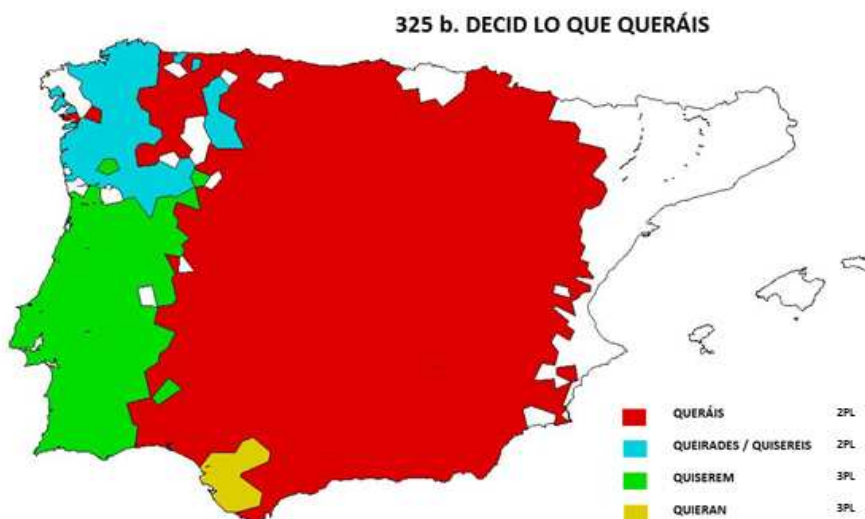 325 b. DECID LO QUE QUERÁIS
QUERÁIS 2PL
QUEIRADES / QUISEREIS 2PL
QUISEREM 3PL
QUIERAN 3PL